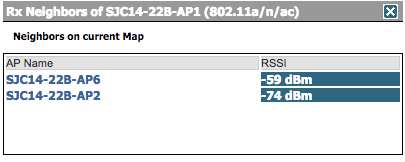 Rx Neighbors of SJC14-22B-AP1 (802.11a/n/ac)
Neighbors on current Map
AP Name RSSI
SJC14-22B-AP6 -59 dBm
SJC14-22B-AP2 -74 dBm